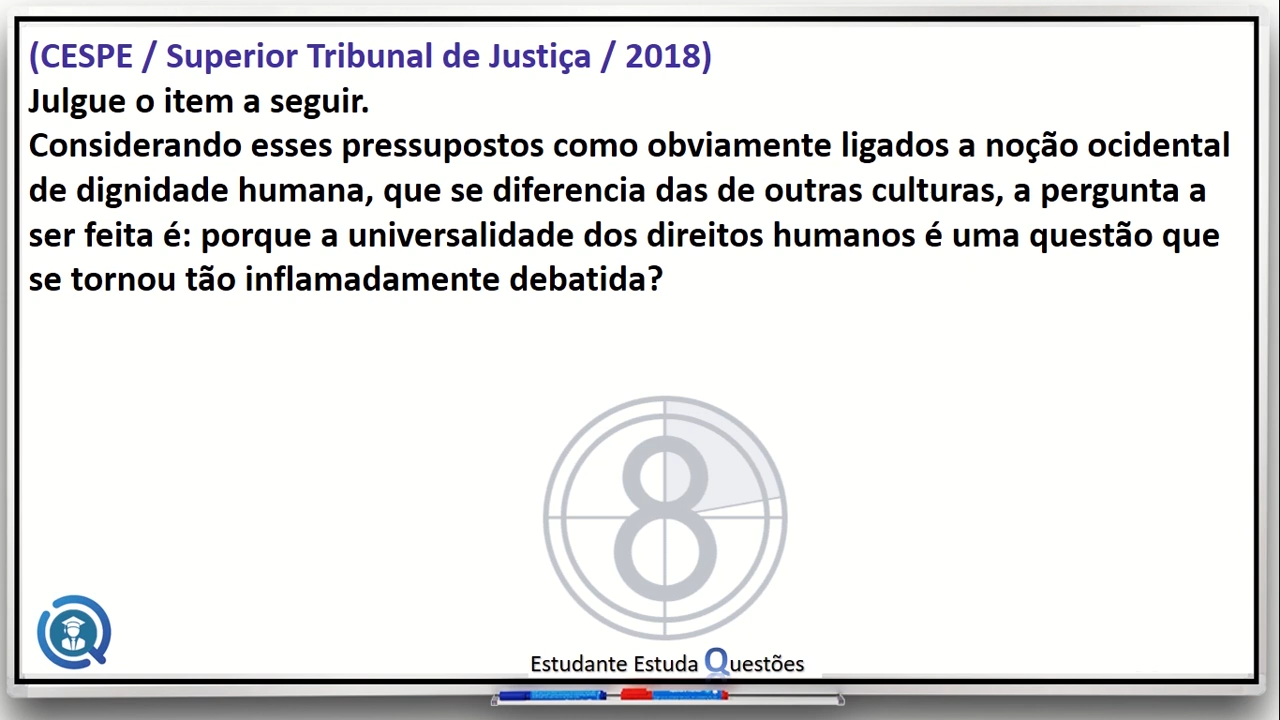 (CESPE / Superior Tribunal de Justiça / 2018)
Julgue o item a seguir.
Considerando esses pressupostos como obviamente ligados a noção ocidental
de dignidade humana, que se diferencia das de outras culturas, a pergunta a
ser feita é: porque a universalidade dos direitos humanos é uma questão que
se tornou tão inflamadamente debatida?
8
Estudante Estuda Questões